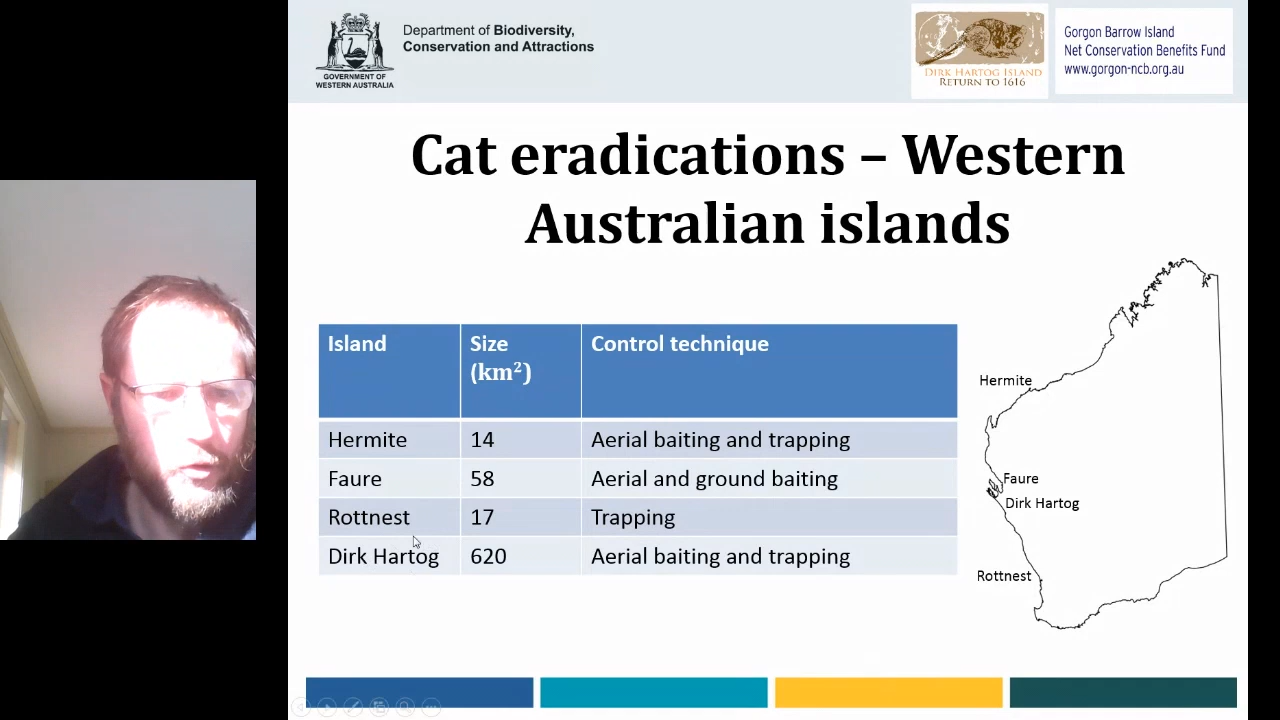 Department of Biodiversity,
Conservation and Attractions
GOVERNMENT OF
WESTERN AUSTRALIA
DIRK HARTOG ISLAND
RETURN TO 1616
Gorgon Barrow Island
Net Conservation Benefits Fund
www.gorgon-ncb.org.au
Cat eradications – Western
Australian islands
Island Size Control technique
(km²)
Hermite 14 Aerial baiting and trapping
Faure 58 Aerial and ground baiting
Rottnest 17 Trapping
Dirk Hartog 620 Aerial baiting and trapping
Hermite
Faure
Dirk Hartog
Rottnest